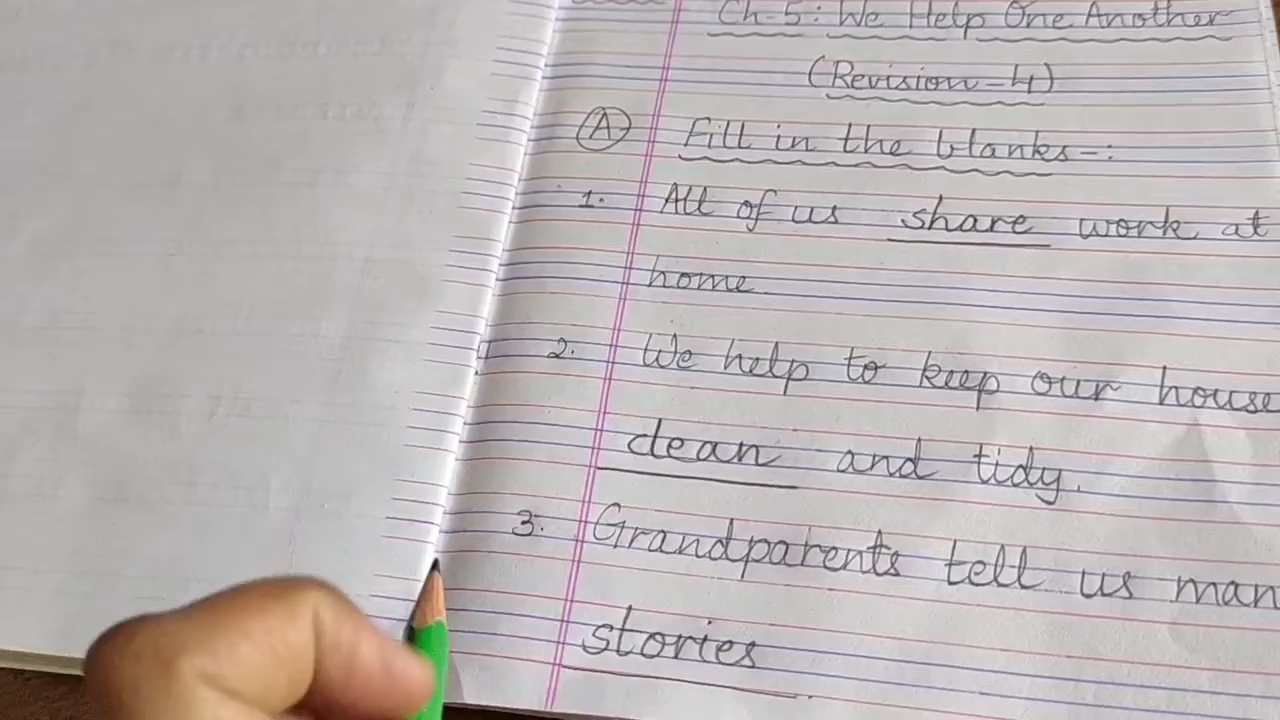 Ch-5: We Help One Another
(Revision-4)
A Fill in the blanks-:
1. All of us share work at
home.
2. We help to keep our house
clean and tidy.
3. Grandparents tell us man
stories